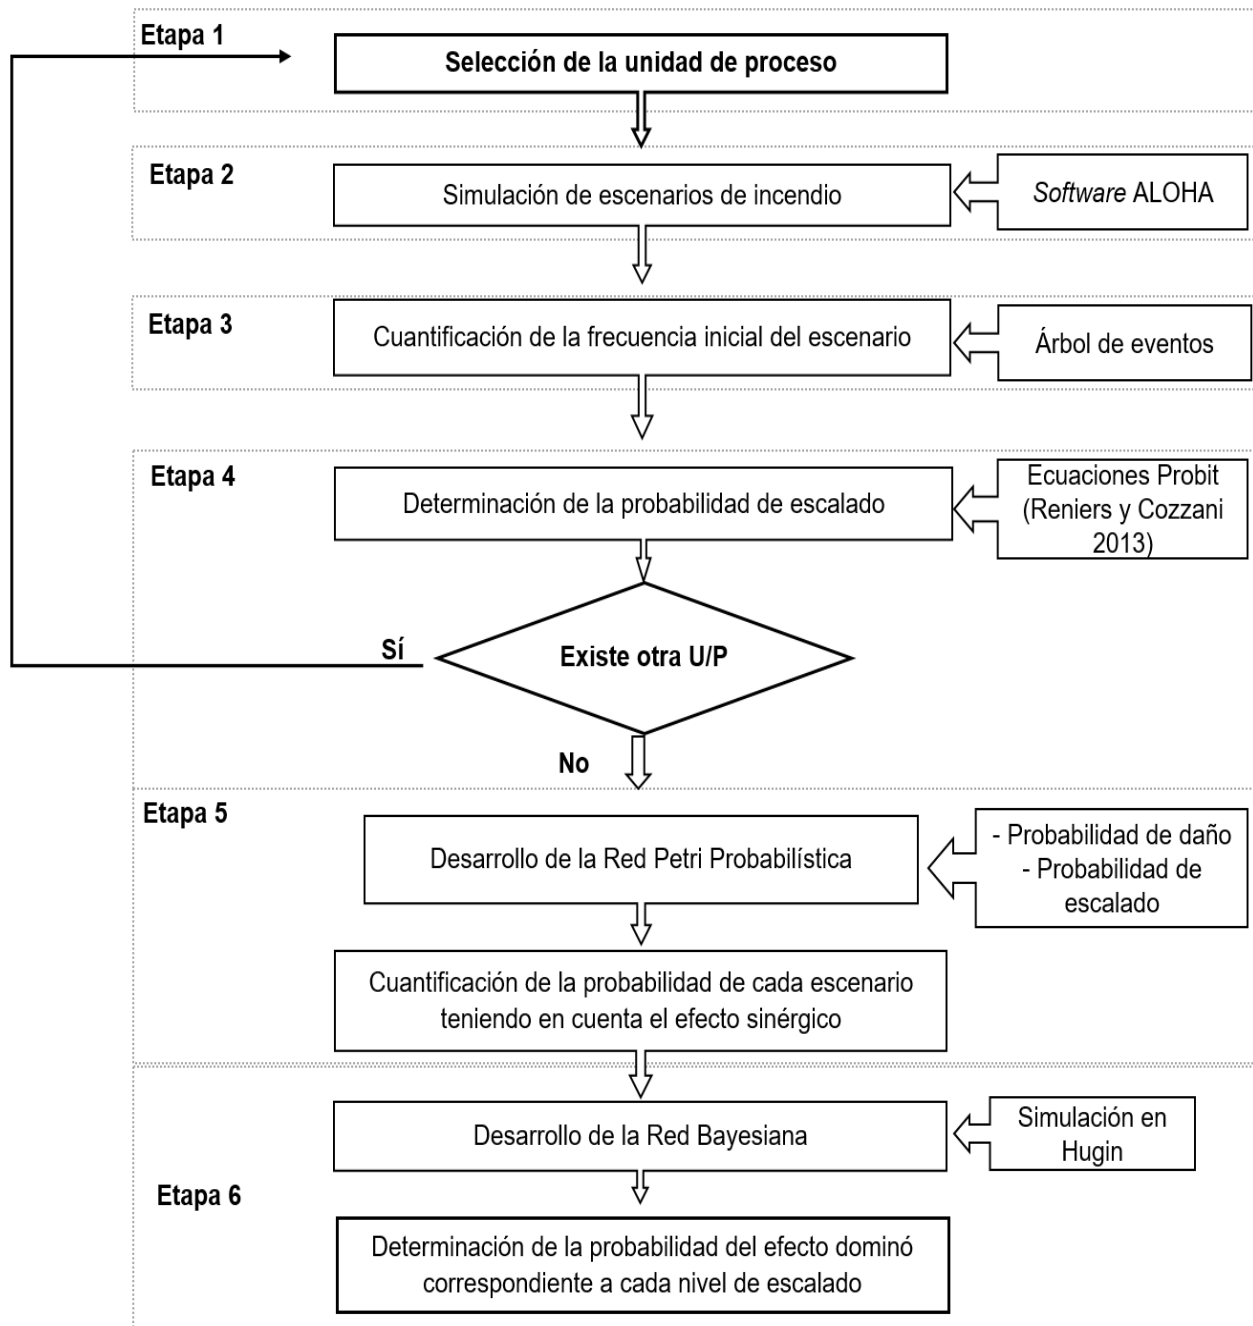 Etapa 1
Selección de la unidad de proceso
Etapa 2
Simulación de escenarios de incendio
Software ALOHA
Etapa 3
Cuantificación de la frecuencia inicial del escenario
Árbol de eventos
Etapa 4
Determinación de la probabilidad de escalado
Ecuaciones Probit
(Reniers y Cozzani
2013)
Sí
Existe otra U/P
No
Etapa 5
Desarrollo de la Red Petri Probabilística
- Probabilidad de daño
- Probabilidad de
escalado
Cuantificación de la probabilidad de cada escenario
teniendo en cuenta el efecto sinérgico
Desarrollo de la Red Bayesiana
Simulación en
Hugin
Etapa 6
Determinación de la probabilidad del efecto dominó
correspondiente a cada nivel de escalado